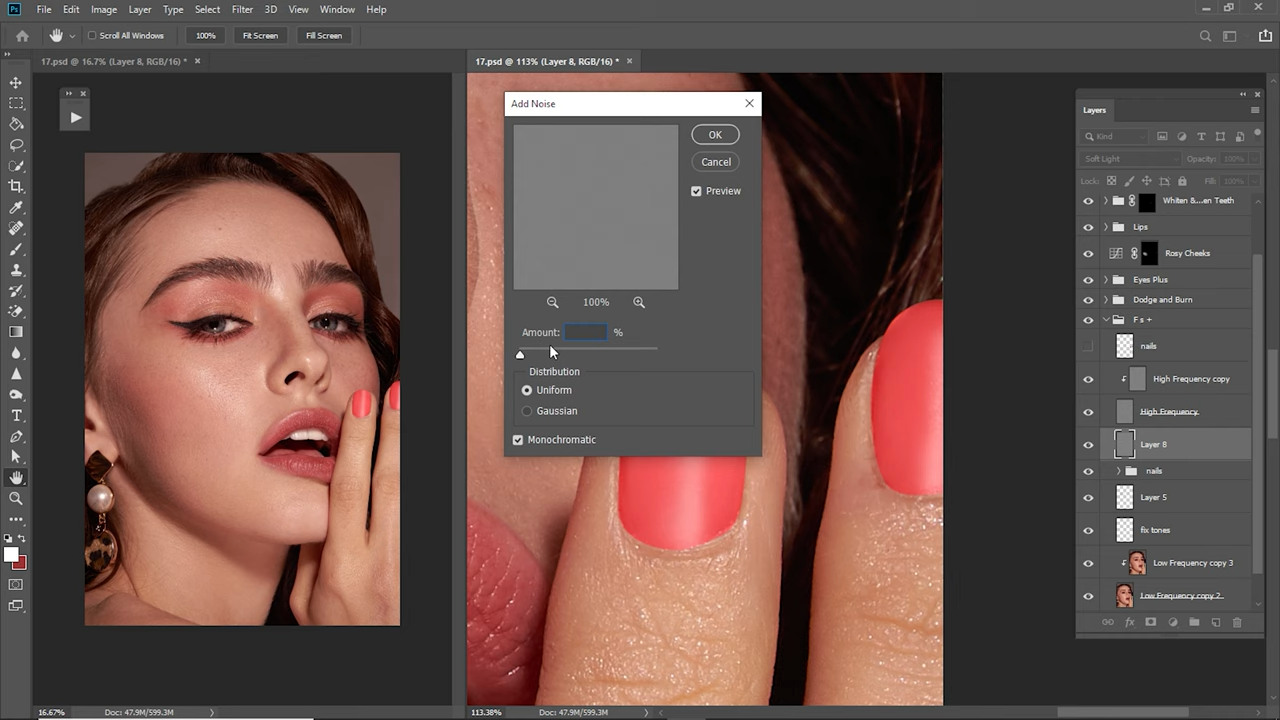 Ps File Edit Image Layer Type Select Filter 3D View Window Help
Scroll All Windows 100% Fit Screen Fill Screen
17.psd @ 16.7% (Layer 8, RGB/16) *
17.psd @ 113% (Layer 8, RGB/16) *
Add Noise
OK
Cancel
Preview
100%
Amount: %
Distribution
Uniform
Gaussian
Monochromatic
Layers
Kind
Soft Light Opacity: 100%
Lock: Fill: 100%
Whiten &...en Teeth
Lips
Rosy Cheeks
Eyes Plus
Dodge and Burn
F s +
nails
High Frequency copy
High Frequency
Layer 8
nails
Layer 5
fix tones
Low Frequency copy 3
Low Frequency copy 2
fx
16.67% Doc: 47.9M/599.3M
113.38% Doc: 47.9M/599.3M